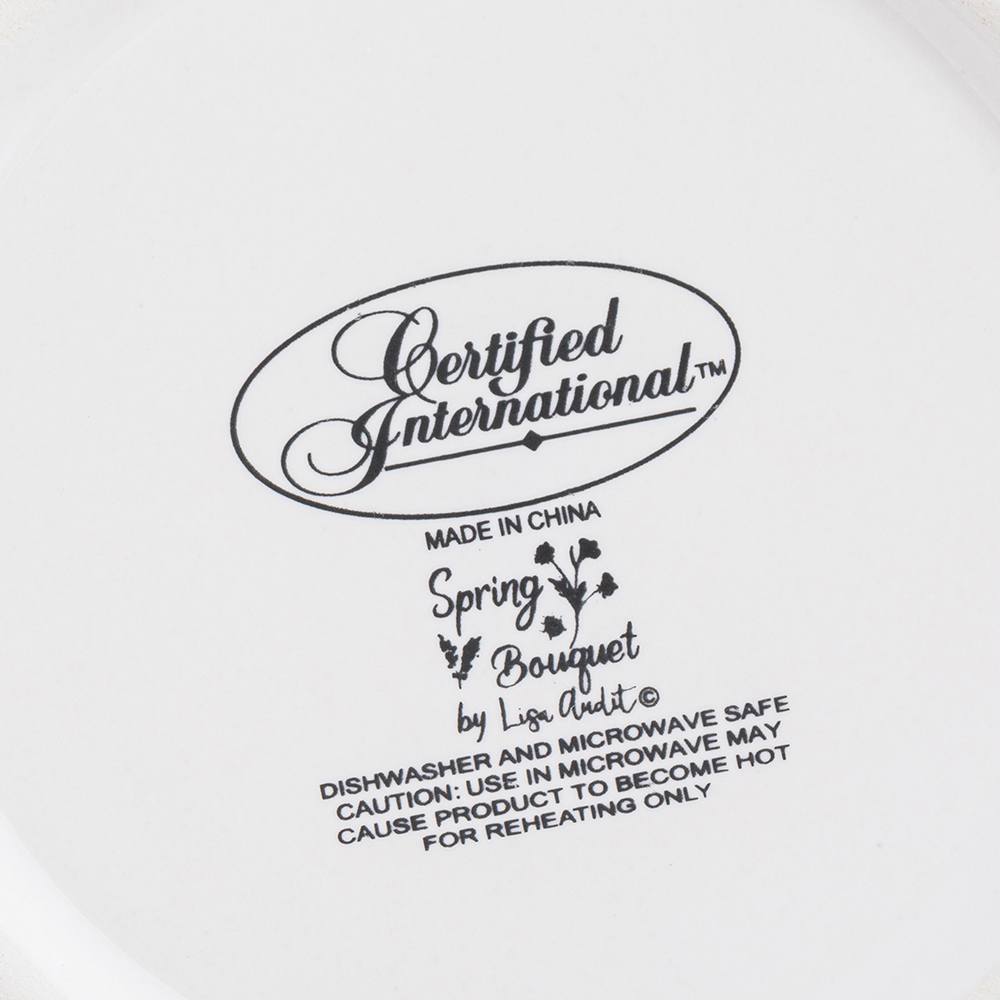 Certified
International™
MADE IN CHINA
Spring
Bouquet
by Lisa Audit©
DISHWASHER AND MICROWAVE SAFE
CAUTION: USE IN MICROWAVE MAY
CAUSE PRODUCT TO BECOME HOT
FOR REHEATING ONLY